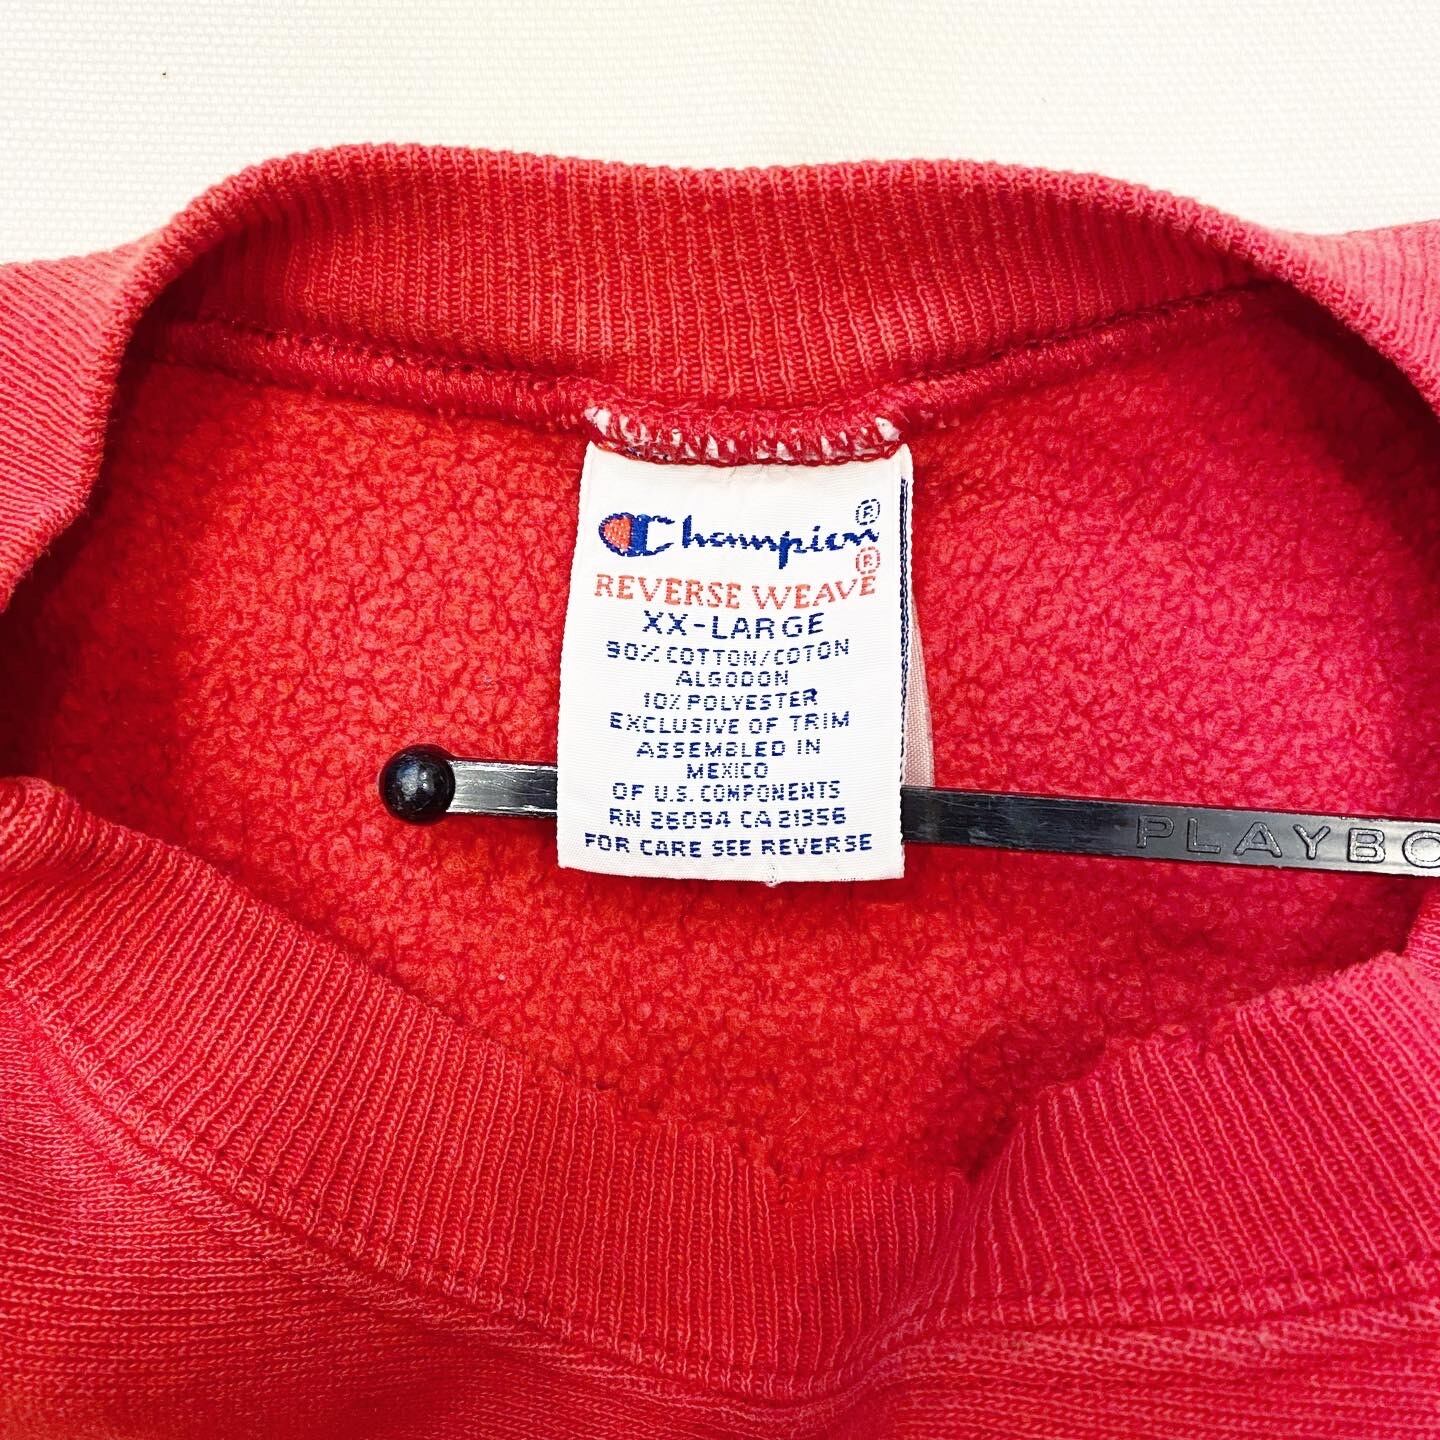 Champion®
REVERSE WEAVE®
XX-LARGE
90% COTTON/COTON
ALGODON
10% POLYESTER
EXCLUSIVE OF TRIM
ASSEMBLED IN
MEXICO
OF U.S. COMPONENTS
RN 26094 CA 21356
FOR CARE SEE REVERSE
PLAYBO